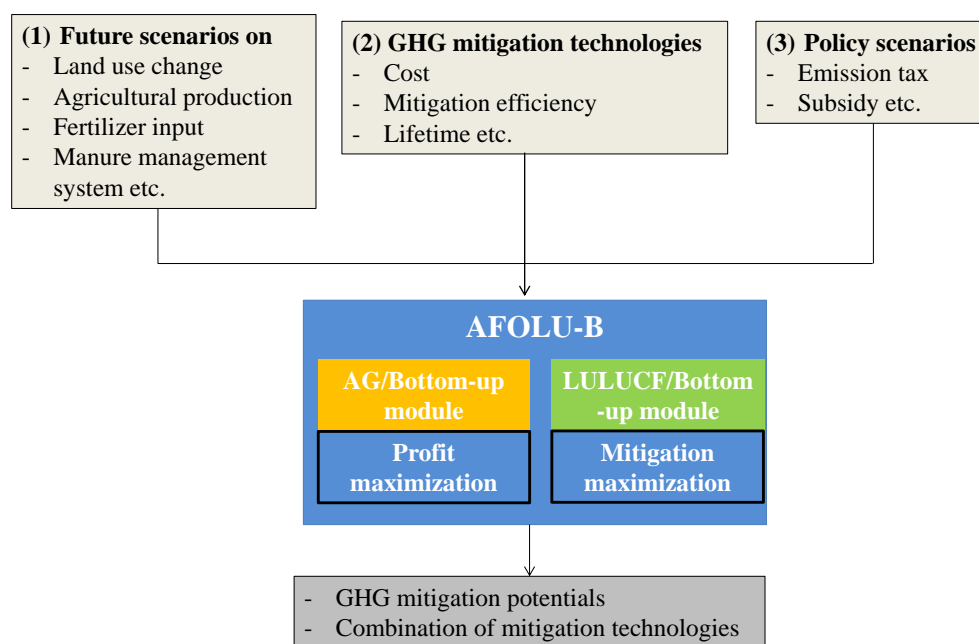 (1) Future scenarios on
- Land use change
- Agricultural production
- Fertilizer input
- Manure management
system etc.
(2) GHG mitigation technologies
- Cost
- Mitigation efficiency
- Lifetime etc.
(3) Policy scenarios
- Emission tax
- Subsidy etc.
AFOLU-B
AG/Bottom-up
module
Profit
maximization
LULUCF/Bottom
-up module
Mitigation
maximization
- GHG mitigation potentials
- Combination of mitigation technologies